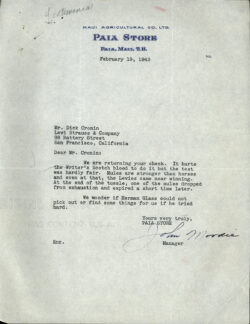 MAUI AGRICULTURAL CO. LTD.
PAIA STORE
PAIA, MAUI, T.H.
February 19, 1943
Mr. Dick Cronin
Levi Strauss & Company
98 Battery Street
San Francisco, California
Dear Mr. Cronin:
We are returning your check. It hurts
the Writer's Scotch blood to do it but the test
was hardly fair. Mules are stronger than horses
and even at that, the Levies came near winning.
At the end of the tussle, one of the mules dropped
from exhaustion and expired a short time later.
We wonder if Herman Glass could not
pick out or find some things for us if he tried
hard.
Yours very truly,
PAIA STORE
John
Enc.
Manager